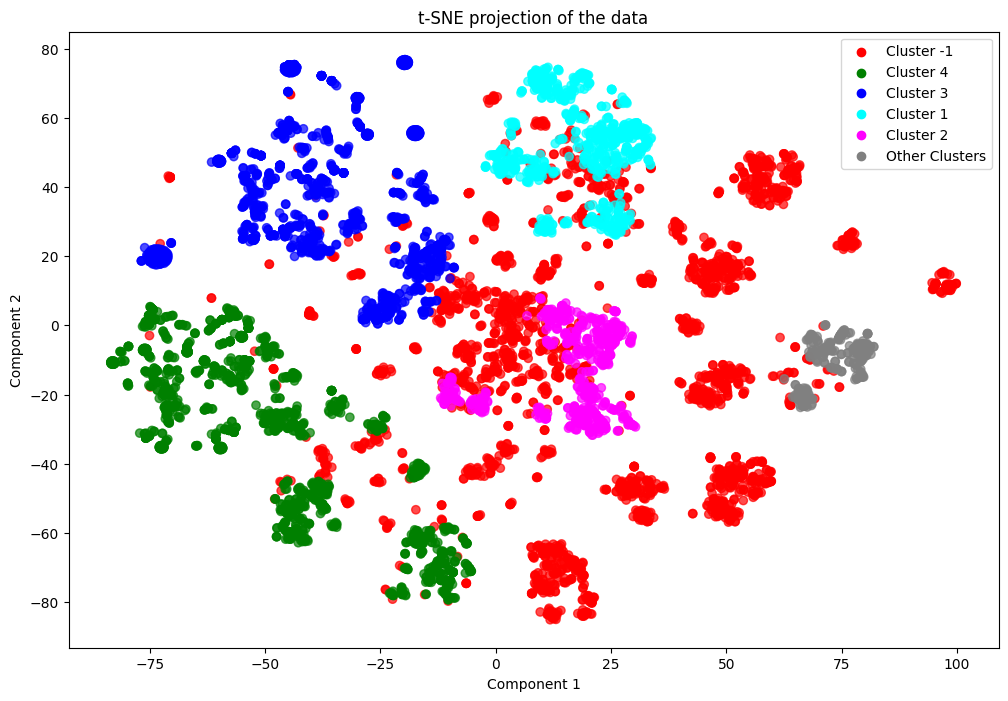 t-SNE projection of the data
Cluster -1
Cluster 4
Cluster 3
Cluster 1
Cluster 2
Other Clusters
80
60
40
20
0
−20
−40
−60
−80
Component 2
−75
−50
−25
0
25
50
75
100
Component 1